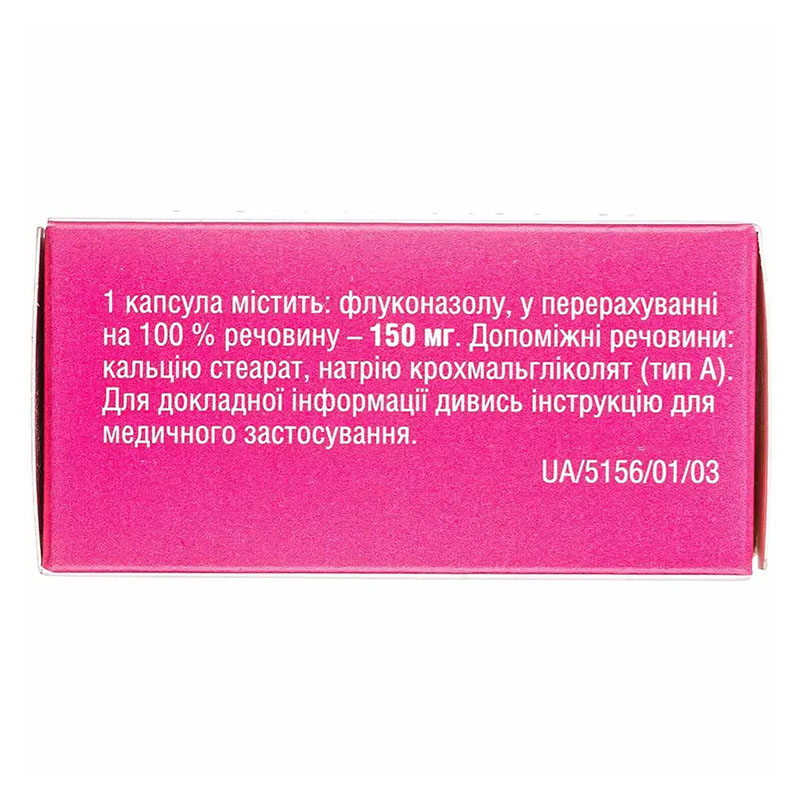 1 капсула містить: флуконазолу, у перерахуванні
на 100 % речовину – 150 мг. Допоміжні речовини:
кальцію стеарат, натрію крохмальгліколят (тип А).
Для докладної інформації дивись інструкцію для
медичного застосування.
UA/5156/01/03